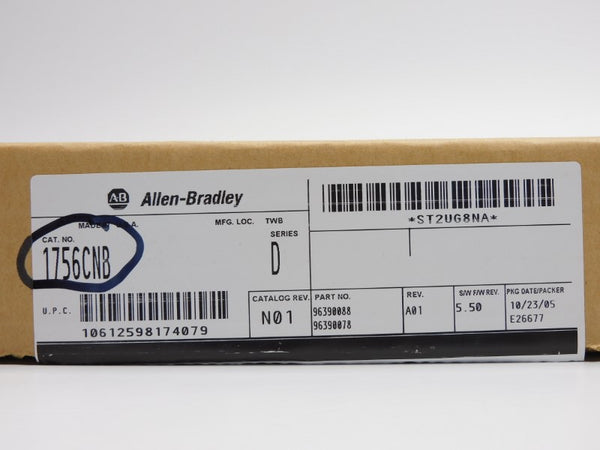 AB Allen-Bradley
*ST2UG8NA*
MADE IN U.S.A. MFG. LOC. TWB
CAT. NO. SERIES
1756CNB D
U.P.C.
10612598174079
CATALOG REV. PART NO. REV. S/W F/W REV. PKG DATE/PACKER
N01 96390088 A01 5.50 10/23/05
96390078 E26677